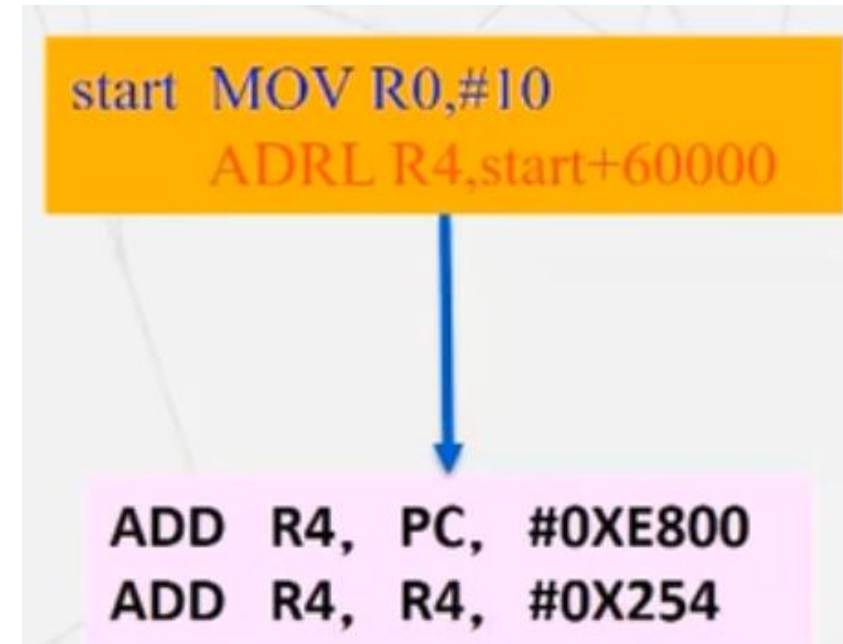 start MOV R0,#10
ADRL R4,start+60000
ADD R4, PC, #0XE800
ADD R4, R4, #0X254